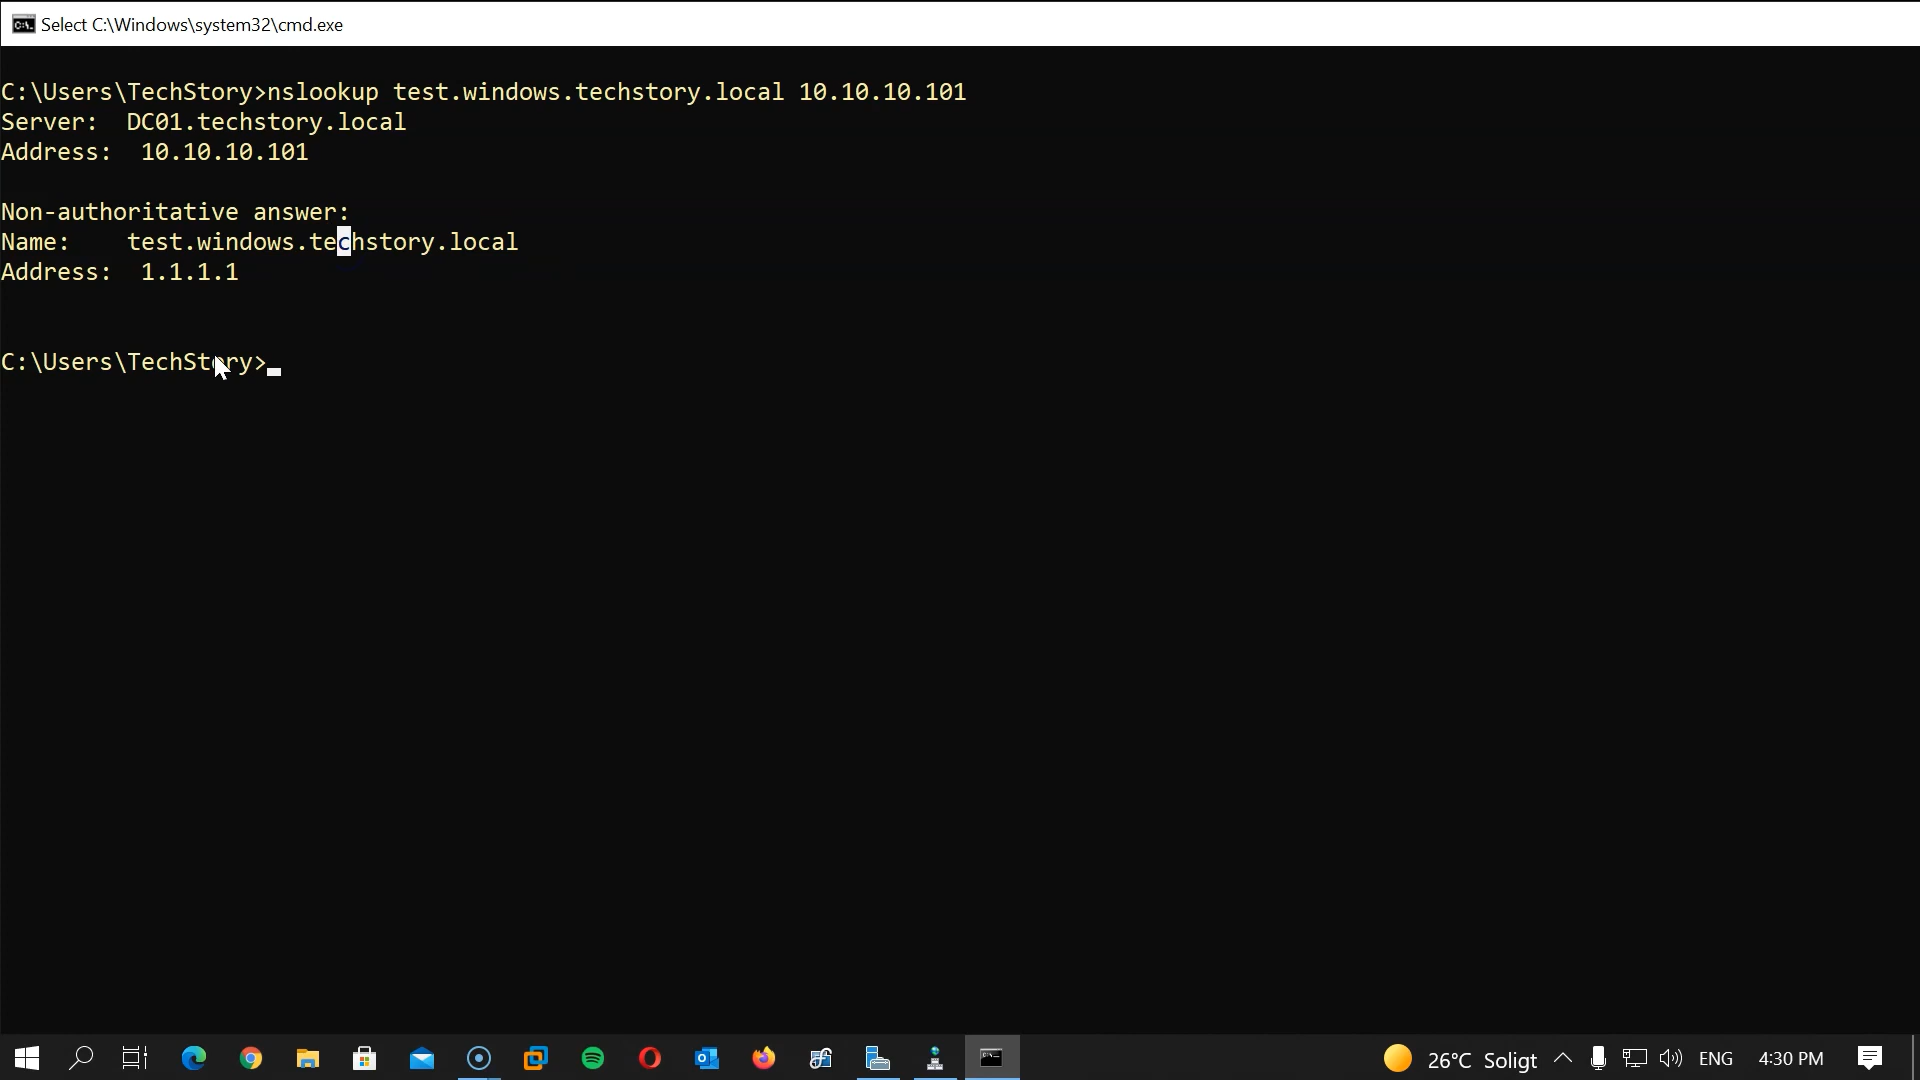 Select C:\Windows\system32\cmd.exe
C:\Users\TechStory>nslookup test.windows.techstory.local 10.10.10.101
Server:  DC01.techstory.local
Address:  10.10.10.101
Non-authoritative answer:
Name:    test.windows.techstory.local
Address:  1.1.1.1
C:\Users\TechStory>
26°C Soligt ENG 4:30 PM